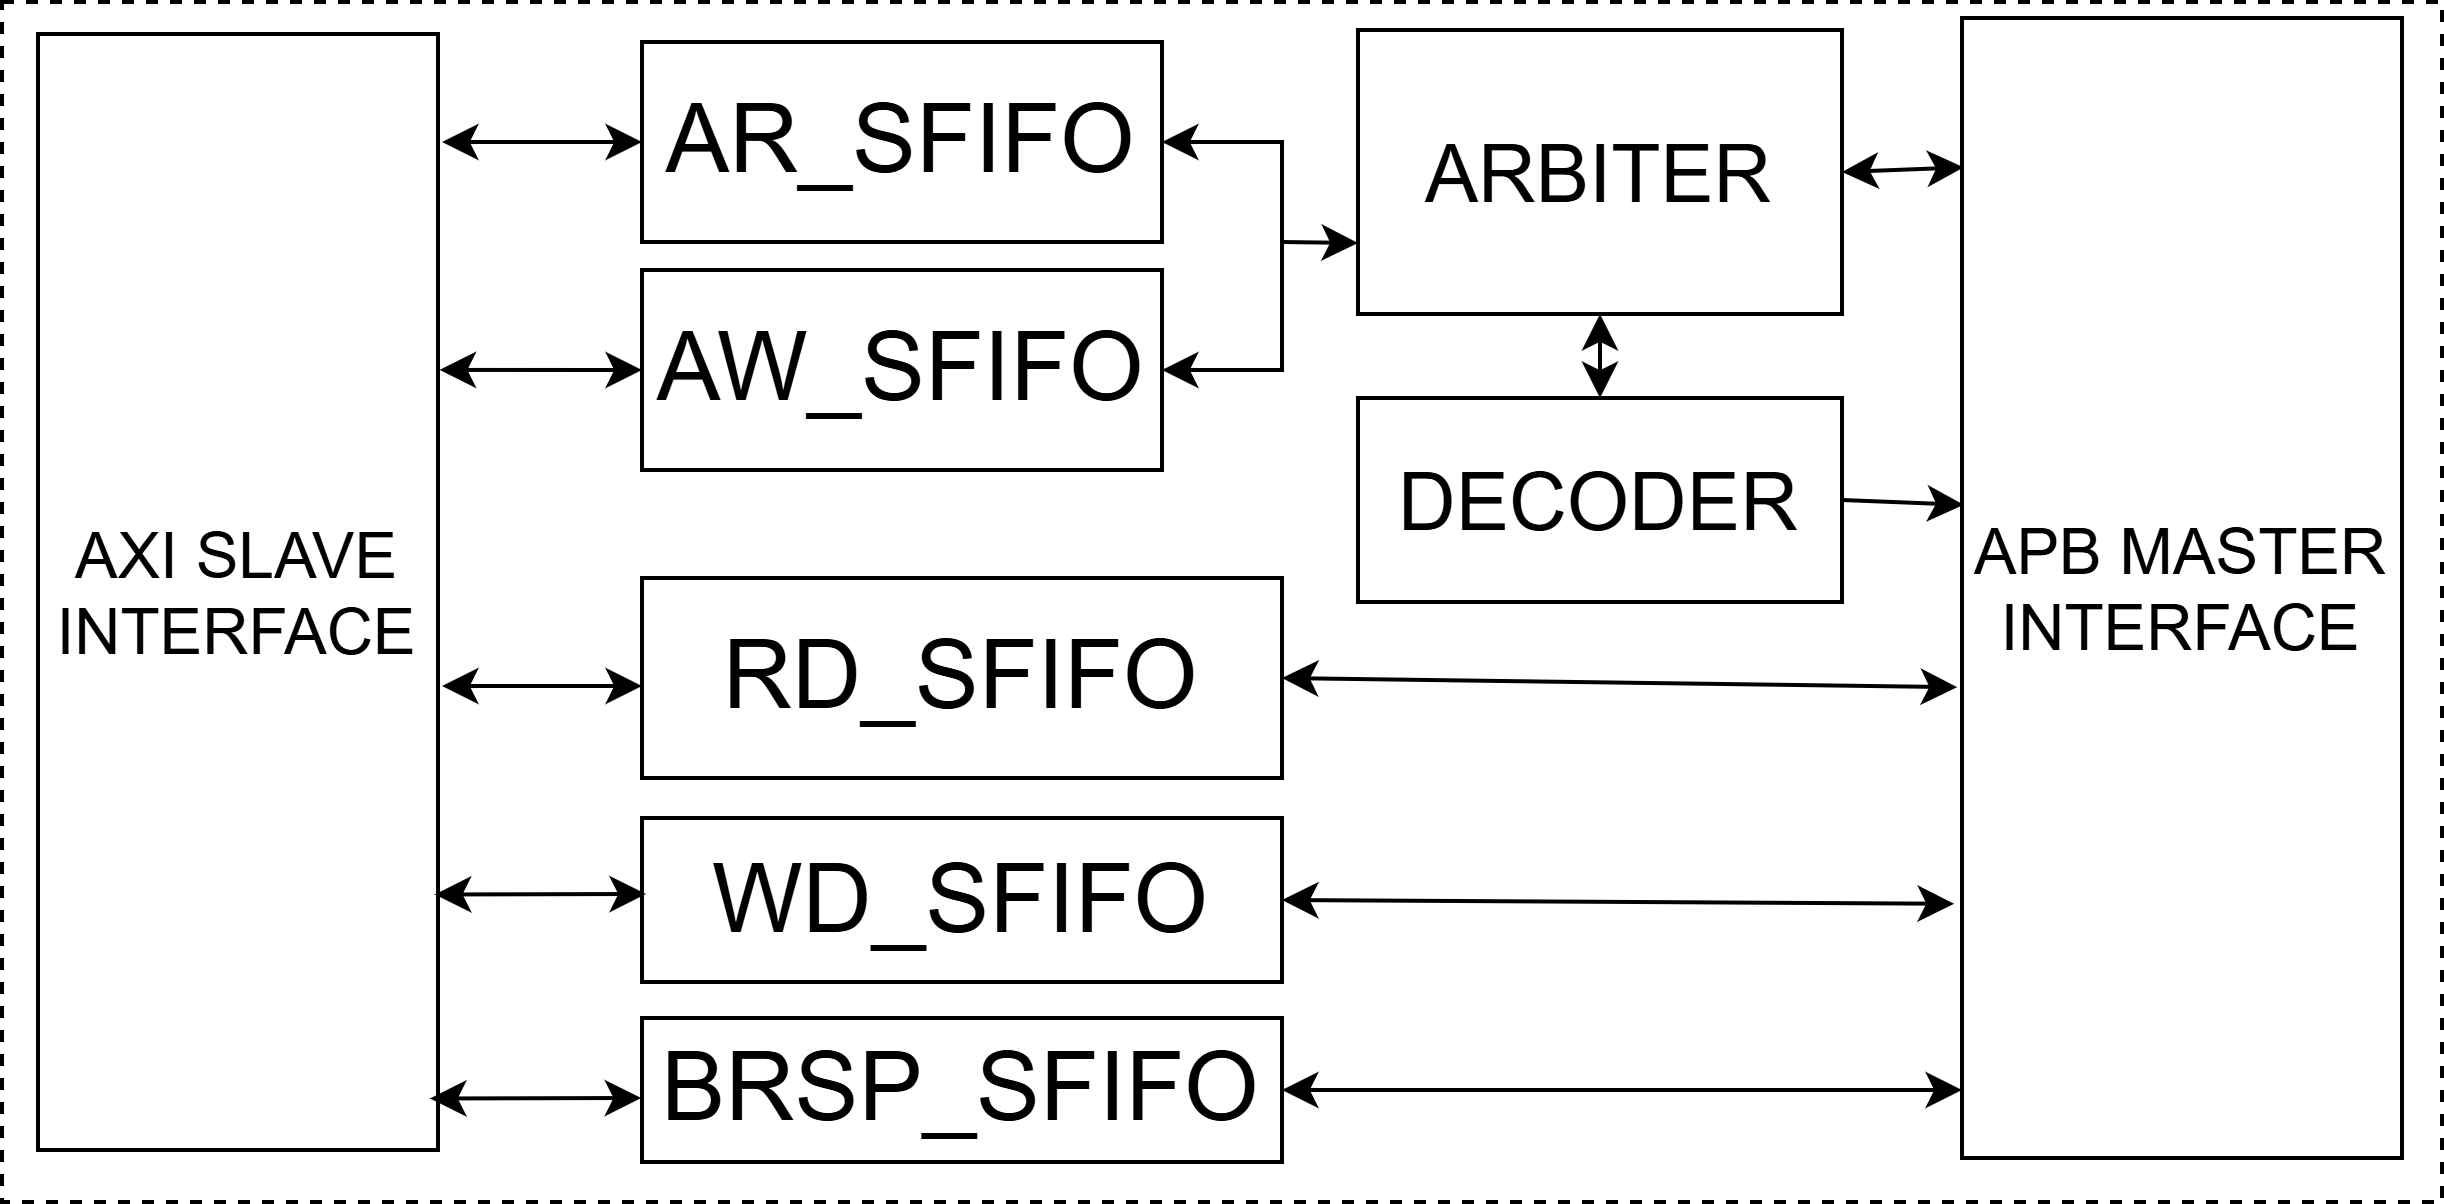 AXI SLAVE
INTERFACE
AR_SFIFO
AW_SFIFO
RD_SFIFO
WD_SFIFO
BRSP_SFIFO
ARBITER
DECODER
APB MASTER
INTERFACE